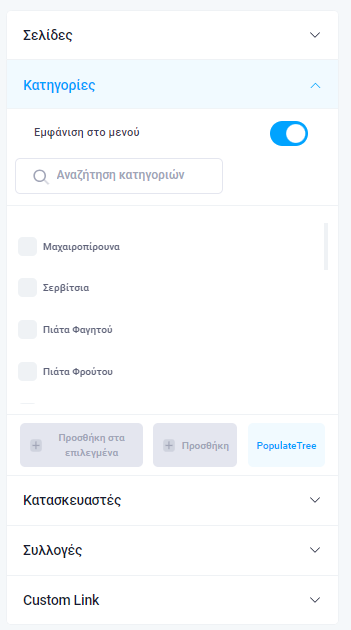 Σελίδες
Κατηγορίες
Εμφάνιση στο μενού
Αναζήτηση κατηγοριών
Μαχαιροπίρουνα
Σερβίτσια
Πιάτα Φαγητού
Πιάτα Φρούτου
Προσθήκη στα
επιλεγμένα
Προσθήκη
PopulateTree
Κατασκευαστές
Συλλογές
Custom Link